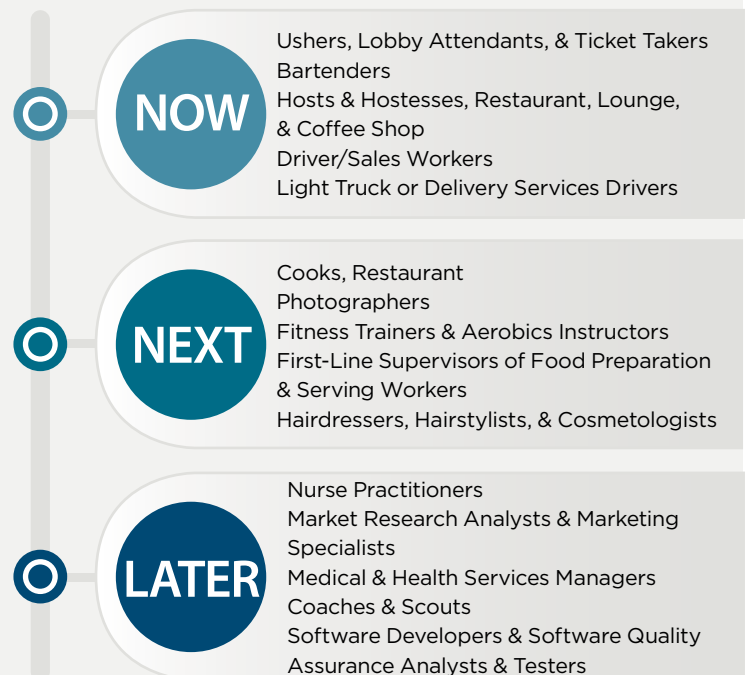 NOW
Ushers, Lobby Attendants, & Ticket Takers
Bartenders
Hosts & Hostesses, Restaurant, Lounge,
& Coffee Shop
Driver/Sales Workers
Light Truck or Delivery Services Drivers
NEXT
Cooks, Restaurant
Photographers
Fitness Trainers & Aerobics Instructors
First-Line Supervisors of Food Preparation
& Serving Workers
Hairdressers, Hairstylists, & Cosmetologists
LATER
Nurse Practitioners
Market Research Analysts & Marketing
Specialists
Medical & Health Services Managers
Coaches & Scouts
Software Developers & Software Quality
Assurance Analysts & Testers